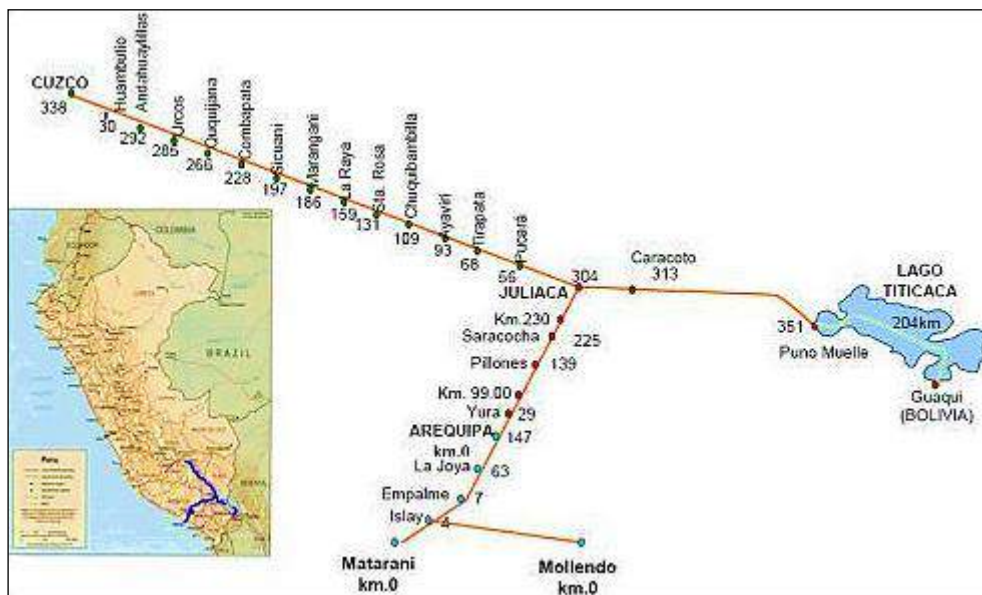 CUZCO
338
Huambutio
30
Andahuaylillas
292
Urcos
285
Ququijana
266
Combapata
228
Sicuani
197
Marangani
186
La Raya
159
Sta. Rosa
131
Chuquibambilla
109
Ayaviri
93
Tirapata
68
Pucará
56
304
JULIACA
Caracoto
313
LAGO
TITICACA
204km
351
Puno Muelle
Guaqui
(BOLIVIA)
Km.230
Saracocha
225
Pillones
139
Km. 99.00
Yura
29
AREQUIPA
147
km.0
La Joya
63
Empalme
7
Islay
4
Matarani
km.0
Mollendo
km.0
ECUADOR
COLOMBIA
BRAZIL
Peru